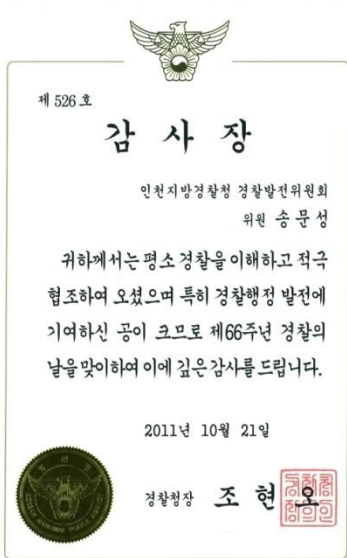 제 526 호
감 사 장
인천지방경찰청 경찰발전위원회
위원 송 문 성
귀하께서는 평소 경찰을 이해하고 적극
협조하여 오셨으며 특히 경찰행정 발전에
기여하신 공이 크므로 제66주년 경찰의
날을 맞이하여 이에 깊은 감사를 드립니다.
2011년 10월 21일
경찰청장 조 현 오